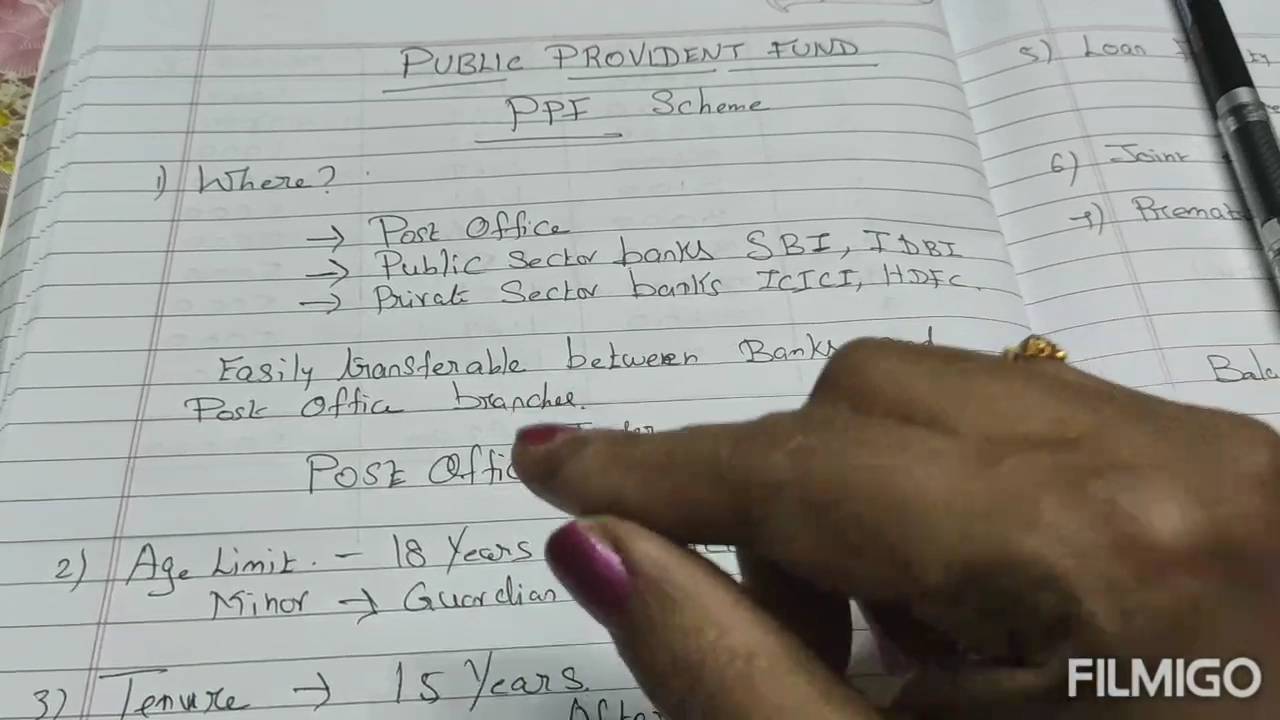 PUBLIC PROVIDENT FUND
PPF Scheme
1) Where?
→ Post Office
→ Public Sector banks SBI, IDBI
→ Private Sector banks ICICI, HDFC.
Easily transferable between Banks
Post Office branches.
Post Offic
2) Age Limit. - 18 Years
Minor → Guardian
3) Tenure → 15 Years.
After
5) Loan
6) Joint
7) Premat
Bala
FILMIGO